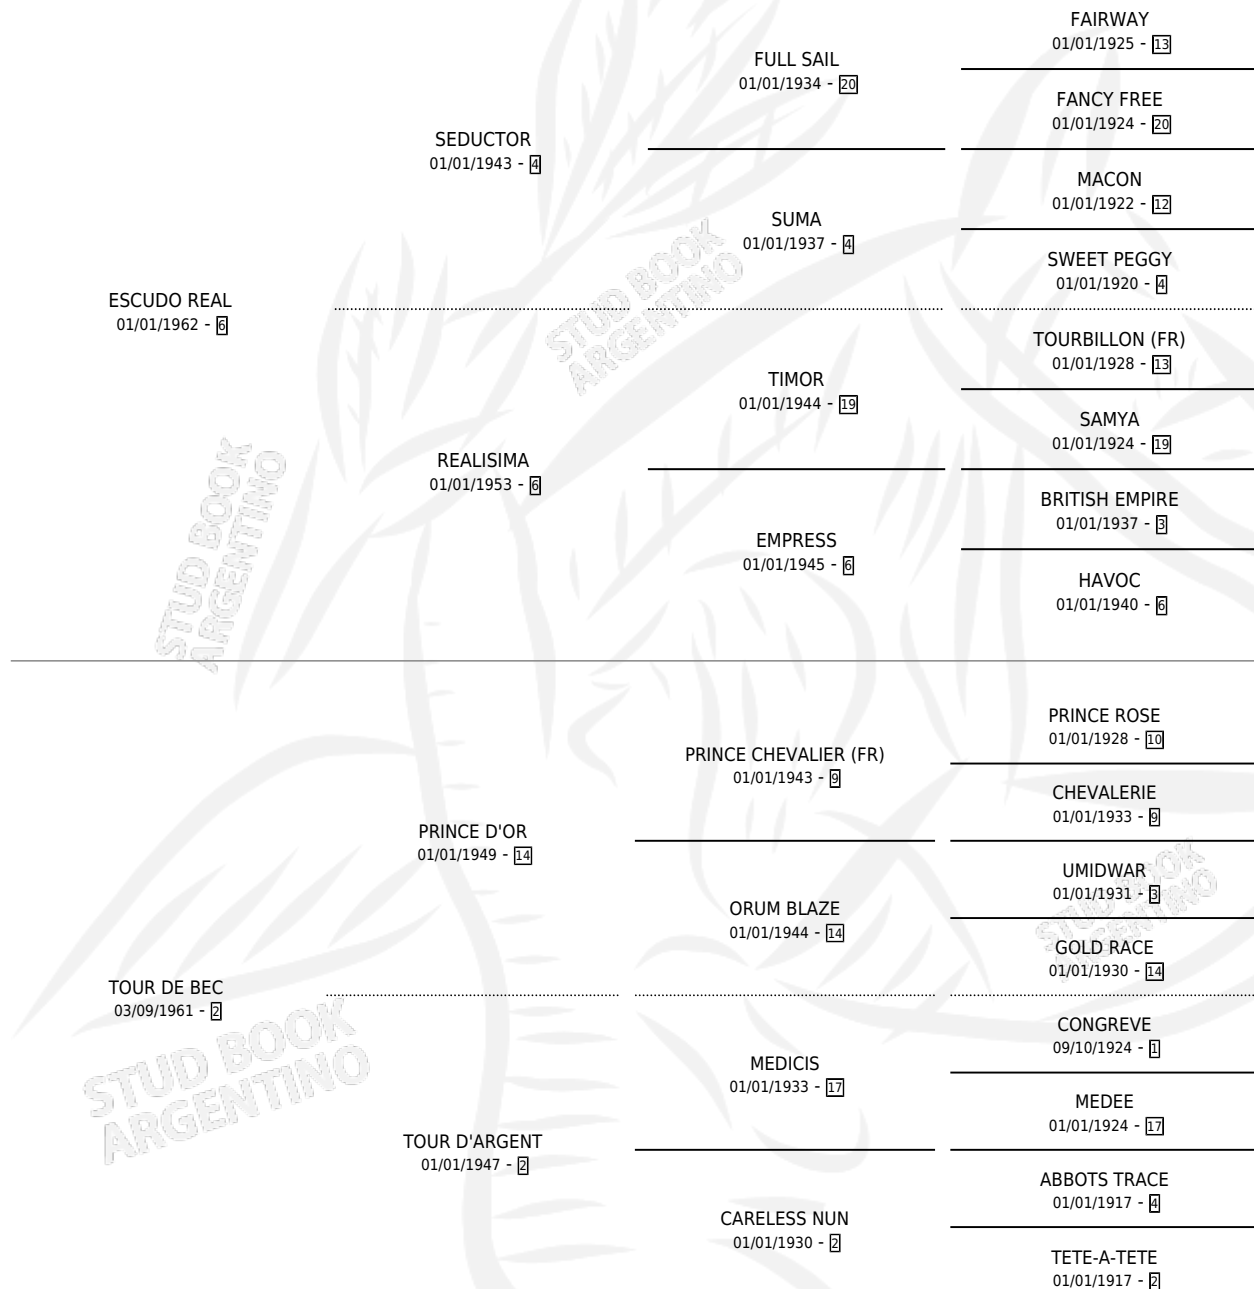 FAIRWAY
01/01/1925 - 13
FULL SAIL
01/01/1934 - 20
FANCY FREE
01/01/1924 - 20
SEDUCTOR
01/01/1943 - 4
MACON
01/01/1922 - 12
SUMA
01/01/1937 - 4
SWEET PEGGY
01/01/1920 - 4
ESCUDO REAL
01/01/1962 - 6
STUD BOOK
ARGENTINO
TOURBILLON (FR)
01/01/1928 - 13
TIMOR
01/01/1944 - 19
SAMYA
01/01/1924 - 19
REALISIMA
01/01/1953 - 6
BRITISH EMPIRE
01/01/1937 - 3
EMPRESS
01/01/1945 - 6
HAVOC
01/01/1940 - 6
STUD BOOK
ARGENTINO
PRINCE ROSE
01/01/1928 - 10
PRINCE CHEVALIER (FR)
01/01/1943 - 9
CHEVALERIE
01/01/1933 - 9
PRINCE D'OR
01/01/1949 - 14
UMIDWAR
01/01/1931 - 3
ORUM BLAZE
01/01/1944 - 14
GOLD RACE
01/01/1930 - 14
STUD BOOK
ARGENTINO
TOUR DE BEC
03/09/1961 - 2
CONGREVE
09/10/1924 - 1
MEDICIS
01/01/1933 - 17
MEDEE
01/01/1924 - 17
STUD BOOK
ARGENTINO
TOUR D'ARGENT
01/01/1947 - 2
ABBOTS TRACE
01/01/1917 - 4
CARELESS NUN
01/01/1930 - 2
TETE-A-TETE
01/01/1917 - 2